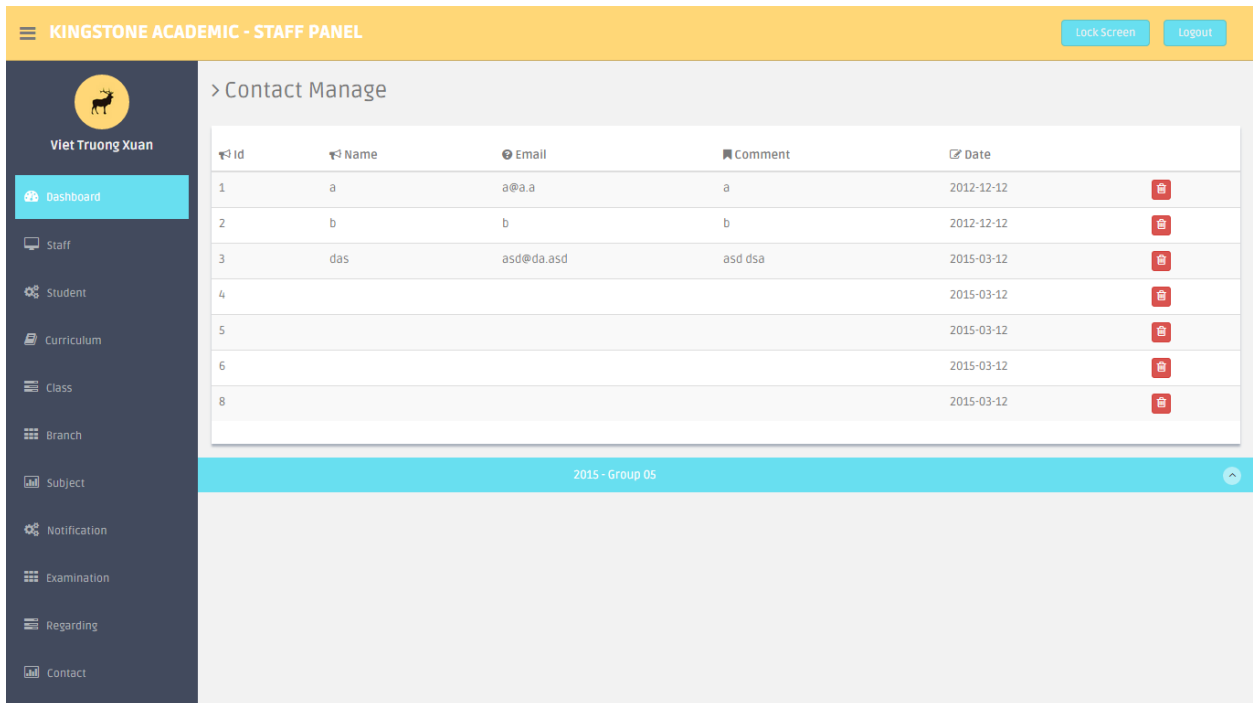 KINGSTONE ACADEMIC - STAFF PANEL
Lock Screen
Logout
Viet Truong Xuan
Dashboard
Staff
Student
Curriculum
Class
Branch
Subject
Notification
Examination
Regarding
Contact
Contact Manage
Id Name Email Comment Date
1 a a@a.a a 2012-12-12
2 b b b 2012-12-12
3 das asd@da.asd asd dsa 2015-03-12
4 2015-03-12
5 2015-03-12
6 2015-03-12
8 2015-03-12
2015 - Group 05